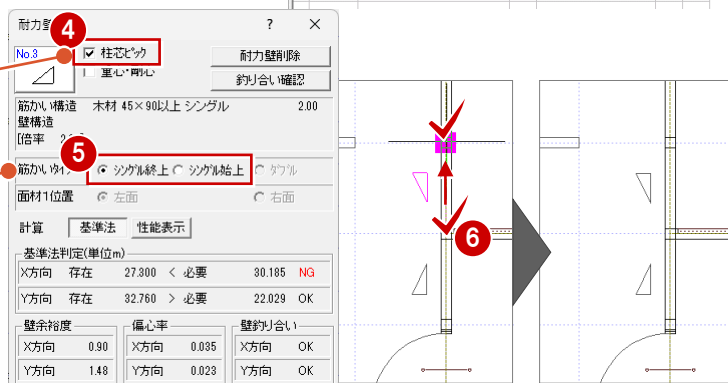 耐力壁
4
? ×
No.3
柱芯ピック
耐力壁削除
重心・剛心
釣り合い確認
筋かい構造 木材 45×90以上 シングル 2.00
壁構造
[倍率
5
筋かいタイプ シングル終上 シングル始上 ダブル
面材1位置 左面 右面
計算 基準法 性能表示
基準法判定(単位m)
X方向 存在 27.300 < 必要 30.185 NG
Y方向 存在 32.760 > 必要 22.029 OK
壁余裕度 偏心率 壁釣り合い
X方向 0.90 X方向 0.035 X方向 OK
Y方向 1.48 Y方向 0.023 Y方向 OK
6